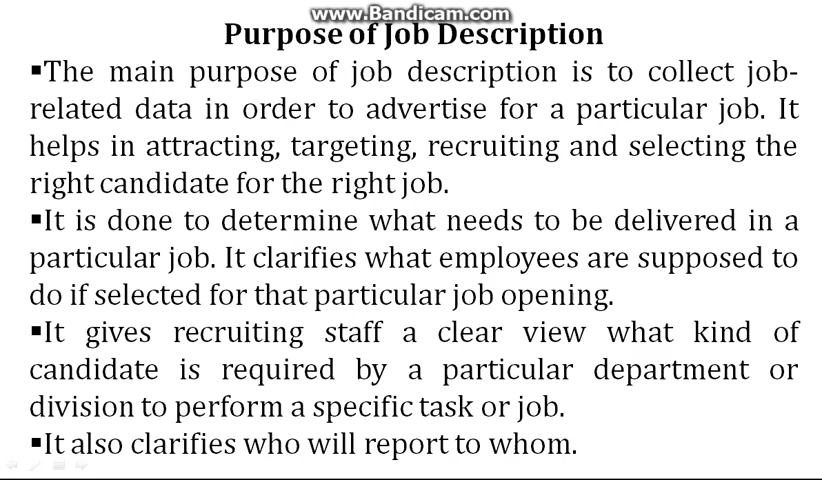 www.Bandicam.com
Purpose of Job Description
▪The main purpose of job description is to collect job-
related data in order to advertise for a particular job. It
helps in attracting, targeting, recruiting and selecting the
right candidate for the right job.
▪It is done to determine what needs to be delivered in a
particular job. It clarifies what employees are supposed to
do if selected for that particular job opening.
▪It gives recruiting staff a clear view what kind of
candidate is required by a particular department or
division to perform a specific task or job.
▪It also clarifies who will report to whom.